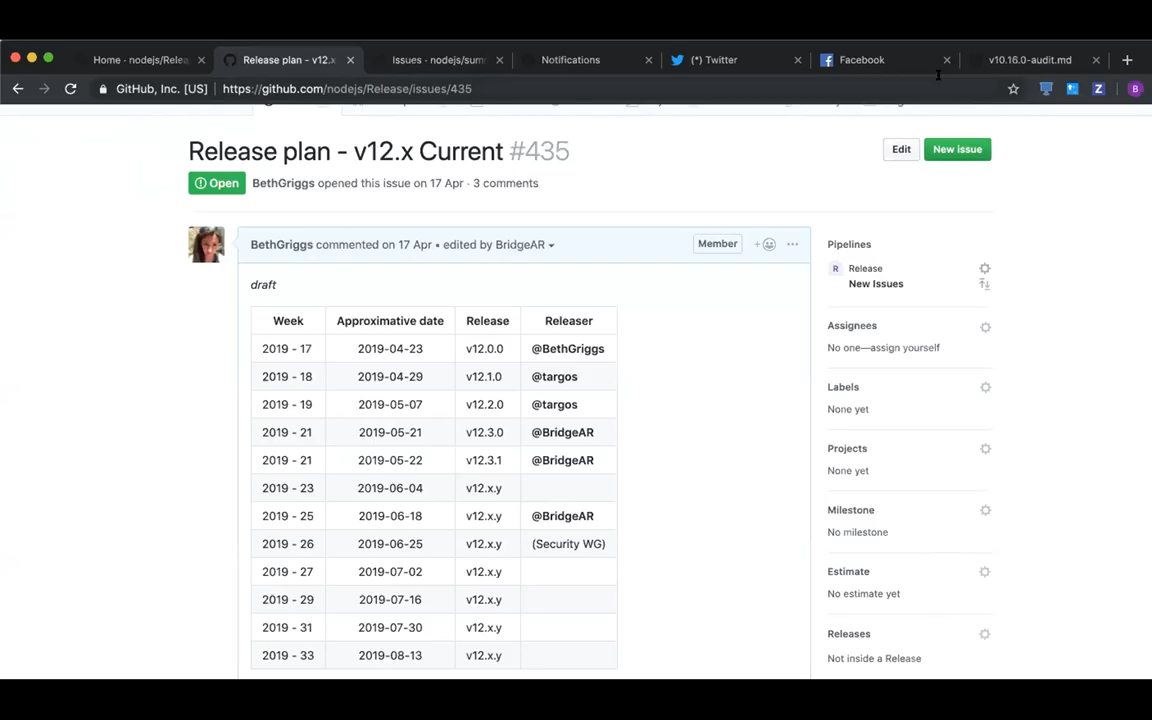 Home · nodejs/Relea
Release plan - v12.x
Issues · nodejs/summ
Notifications
(*) Twitter
Facebook
v10.16.0-audit.md
GitHub, Inc. [US]
https://github.com/nodejs/Release/issues/435
Z
B
Release plan - v12.x Current #435
Edit
New issue
Open
BethGriggs opened this issue on 17 Apr · 3 comments
BethGriggs commented on 17 Apr • edited by BridgeAR
Member
draft
Week Approximative date Release Releaser
2019 - 17 2019-04-23 v12.0.0 @BethGriggs
2019 - 18 2019-04-29 v12.1.0 @targos
2019 - 19 2019-05-07 v12.2.0 @targos
2019 - 21 2019-05-21 v12.3.0 @BridgeAR
2019 - 21 2019-05-22 v12.3.1 @BridgeAR
2019 - 23 2019-06-04 v12.x.y
2019 - 25 2019-06-18 v12.x.y @BridgeAR
2019 - 26 2019-06-25 v12.x.y (Security WG)
2019 - 27 2019-07-02 v12.x.y
2019 - 29 2019-07-16 v12.x.y
2019 - 31 2019-07-30 v12.x.y
2019 - 33 2019-08-13 v12.x.y
Pipelines
R Release
New Issues
Assignees
No one—assign yourself
Labels
None yet
Projects
None yet
Milestone
No milestone
Estimate
No estimate yet
Releases
Not inside a Release